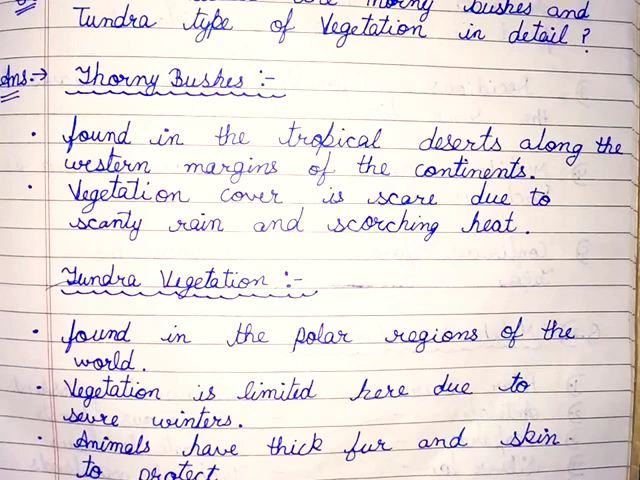 thorny bushes and
Tundra type of Vegetation in detail ?
Ans.→ Thorny Bushes :-
• found in the tropical deserts along the
western margins of the continents.
• Vegetation cover is scare due to
scanty rain and scorching heat.
Tundra Vegetation :-
• found in the polar regions of the
world.
• Vegetation is limited here due to
sevre winters.
• Animals have thick fur and skin
to protect